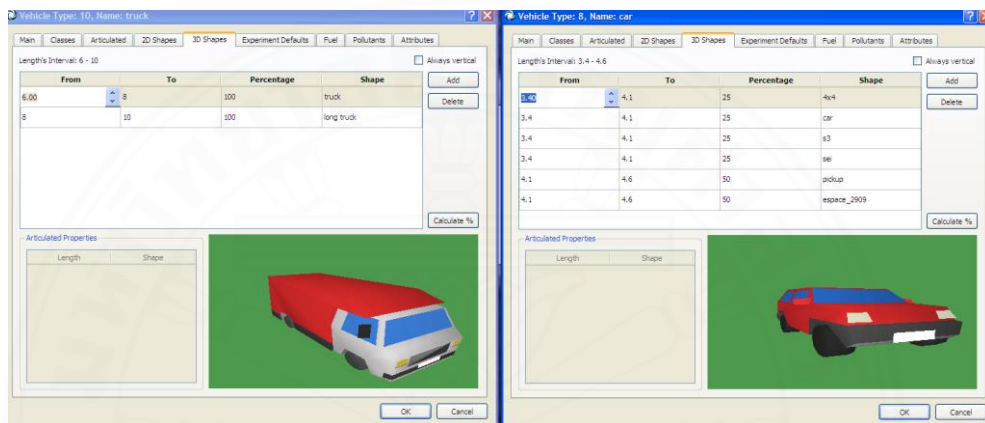 Vehicle Type: 10, Name: truck
Main Classes Articulated 2D Shapes 3D Shapes Experiment Defaults Fuel Pollutants Attributes
Length's Interval: 6 - 10 Always vertical
From To Percentage Shape Add
6.00 8 100 truck Delete
8 10 100 long truck
Calculate %
Articulated Properties
Length Shape
OK Cancel
Vehicle Type: 8, Name: car
Main Classes Articulated 2D Shapes 3D Shapes Experiment Defaults Fuel Pollutants Attributes
Length's Interval: 3.4 - 4.6 Always vertical
From To Percentage Shape Add
3.40 4.1 25 4x4 Delete
3.4 4.1 25 car
3.4 4.1 25 s3
3.4 4.1 25 sei
4.1 4.6 50 pickup
4.1 4.6 50 espace_2909
Calculate %
Articulated Properties
Length Shape
OK Cancel